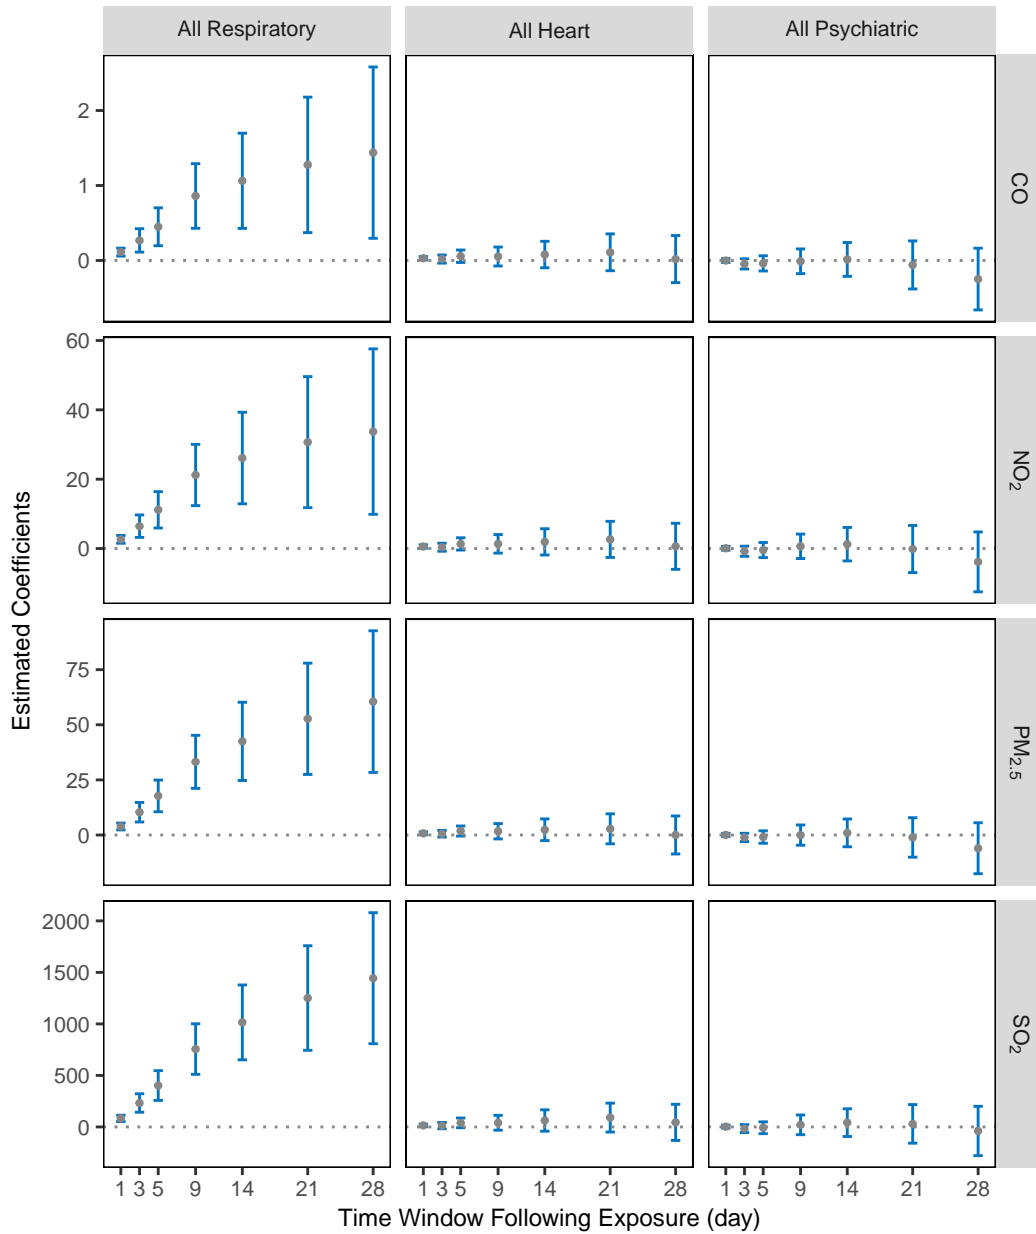 All Respiratory All Heart All Psychiatric
2
1
0
CO
60
40
20
0
NO₂
Estimated Coefficients
75
50
25
0
PM₂.₅
2000
1500
1000
500
0
SO₂
1 3 5 9 14 21 28 1 3 5 9 14 21 28 1 3 5 9 14 21 28
Time Window Following Exposure (day)